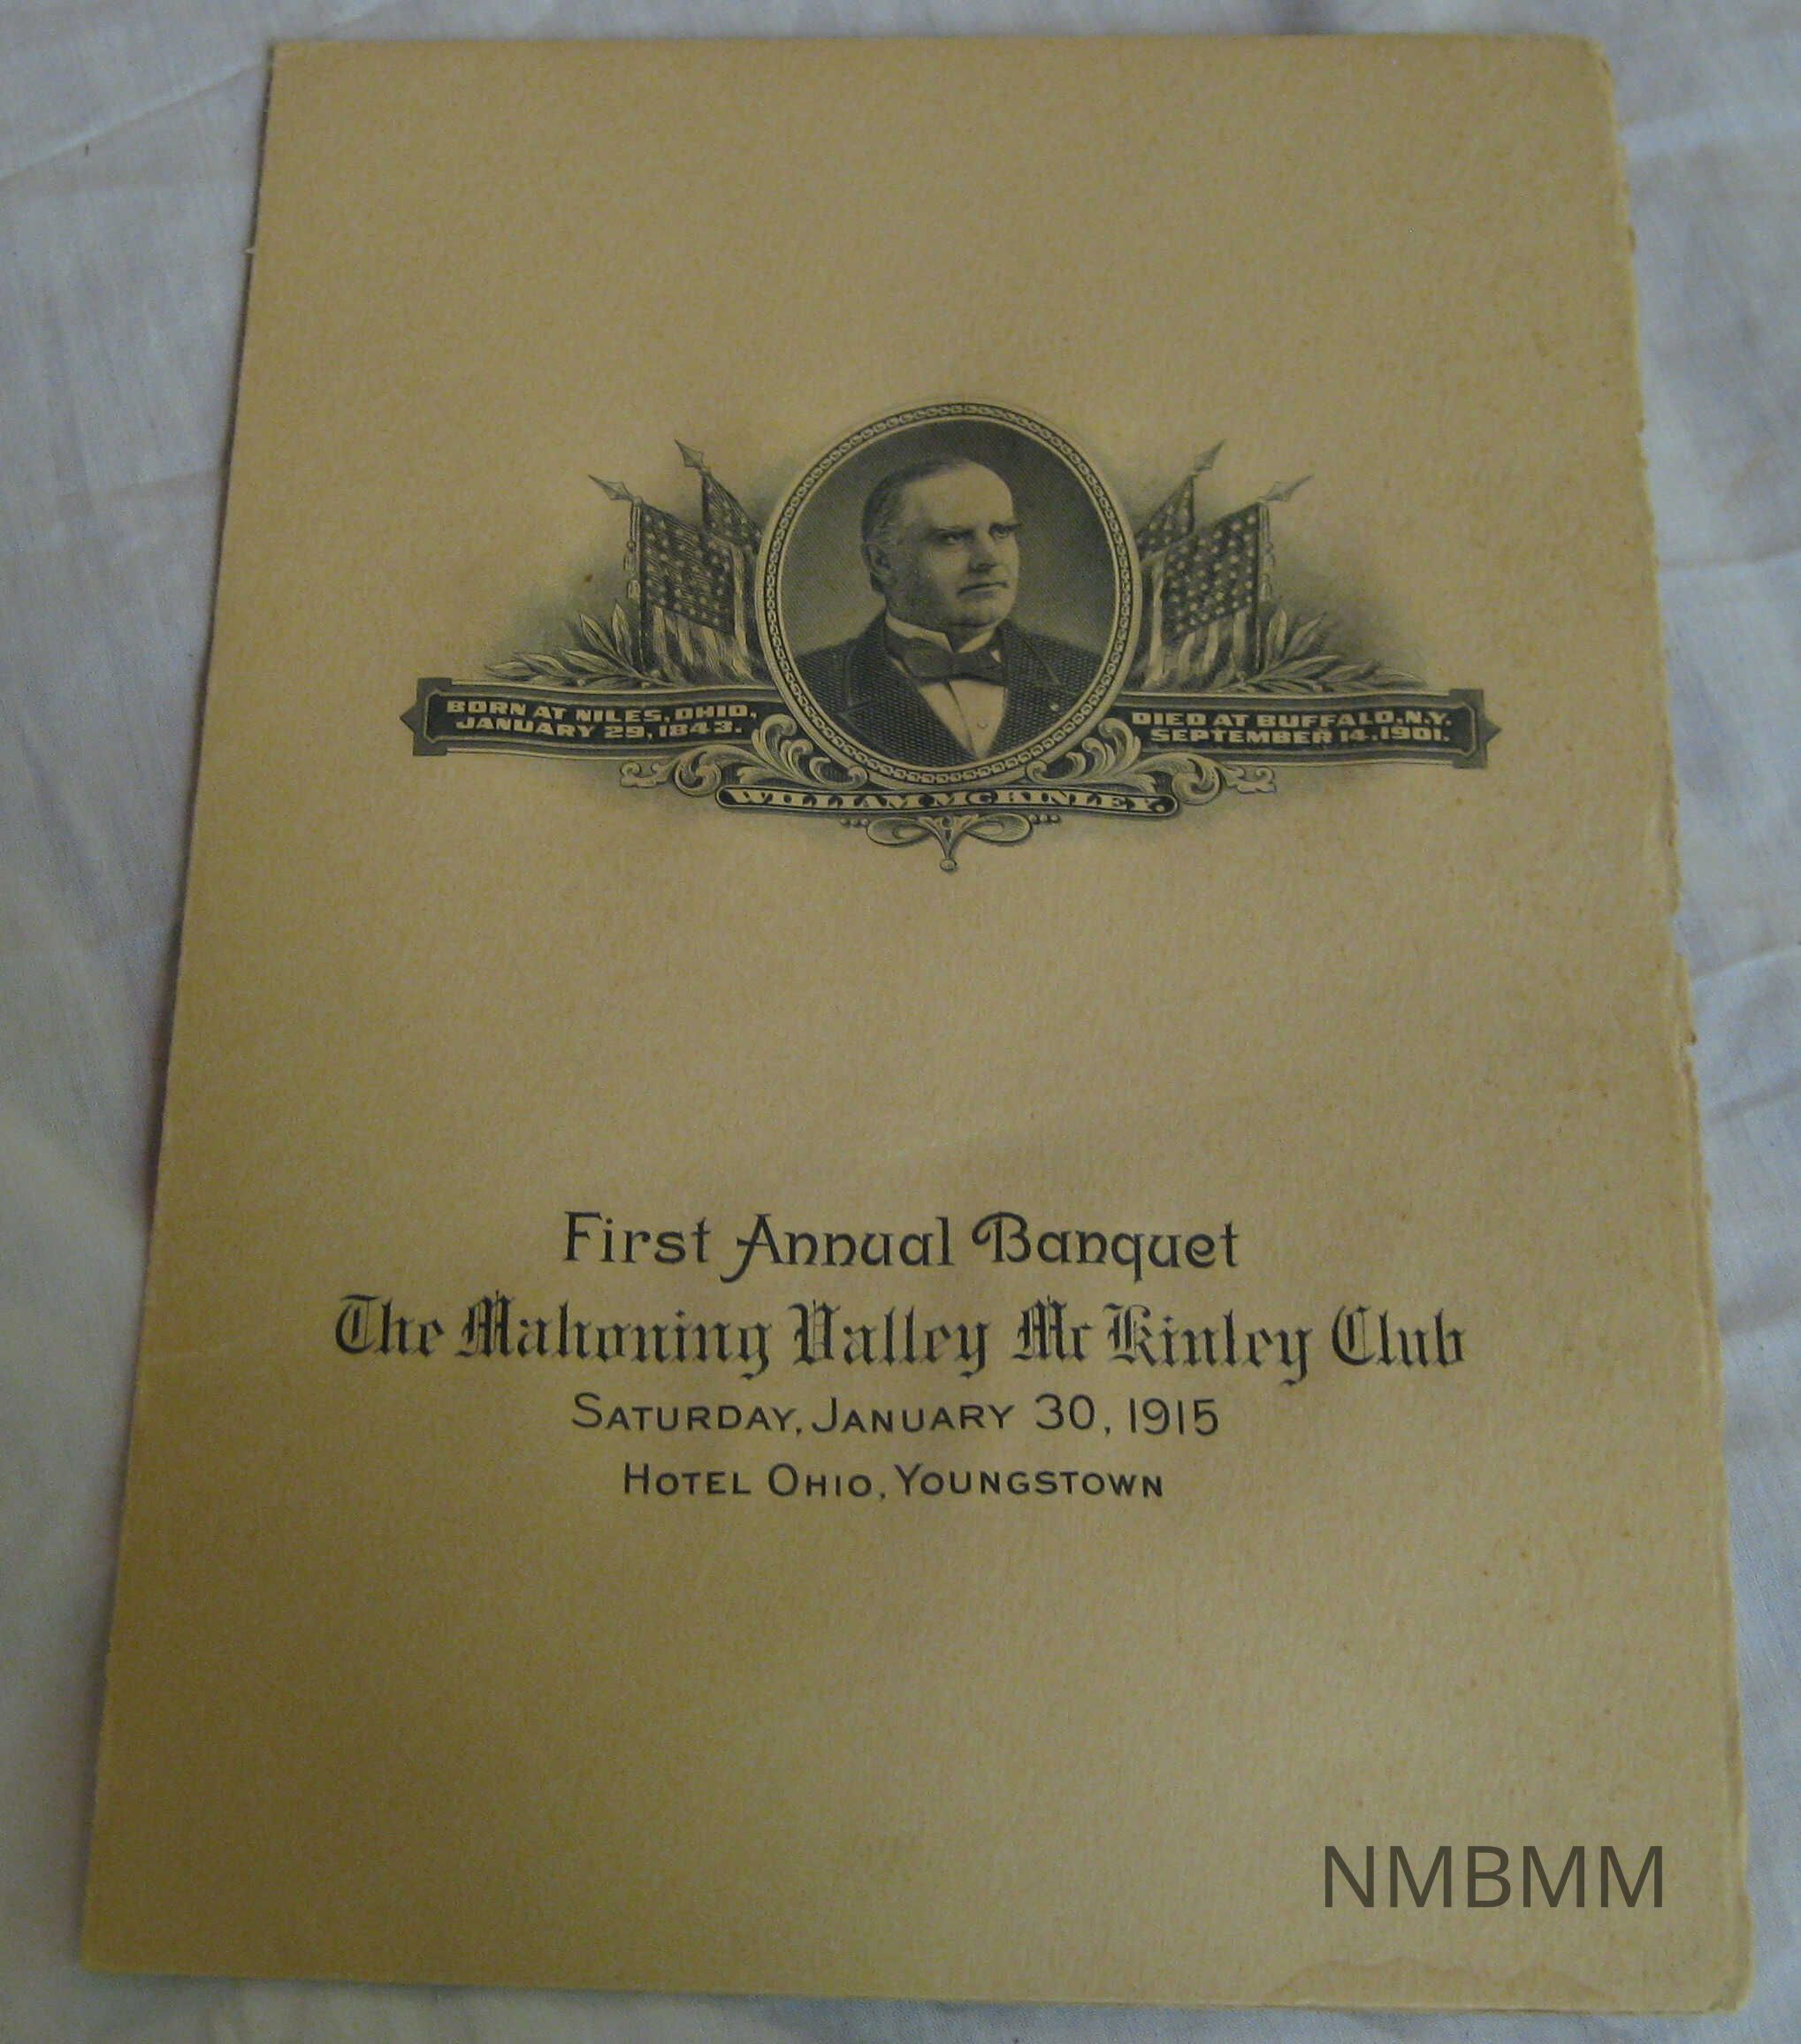 BORN AT NILES, OHIO,
JANUARY 29, 1843.
DIED AT BUFFALO, N.Y.
SEPTEMBER 14, 1901.
WILLIAM McKINLEY.
First Annual Banquet
The Mahoning Valley McKinley Club
SATURDAY, JANUARY 30, 1915
HOTEL OHIO, YOUNGSTOWN
NMBMM